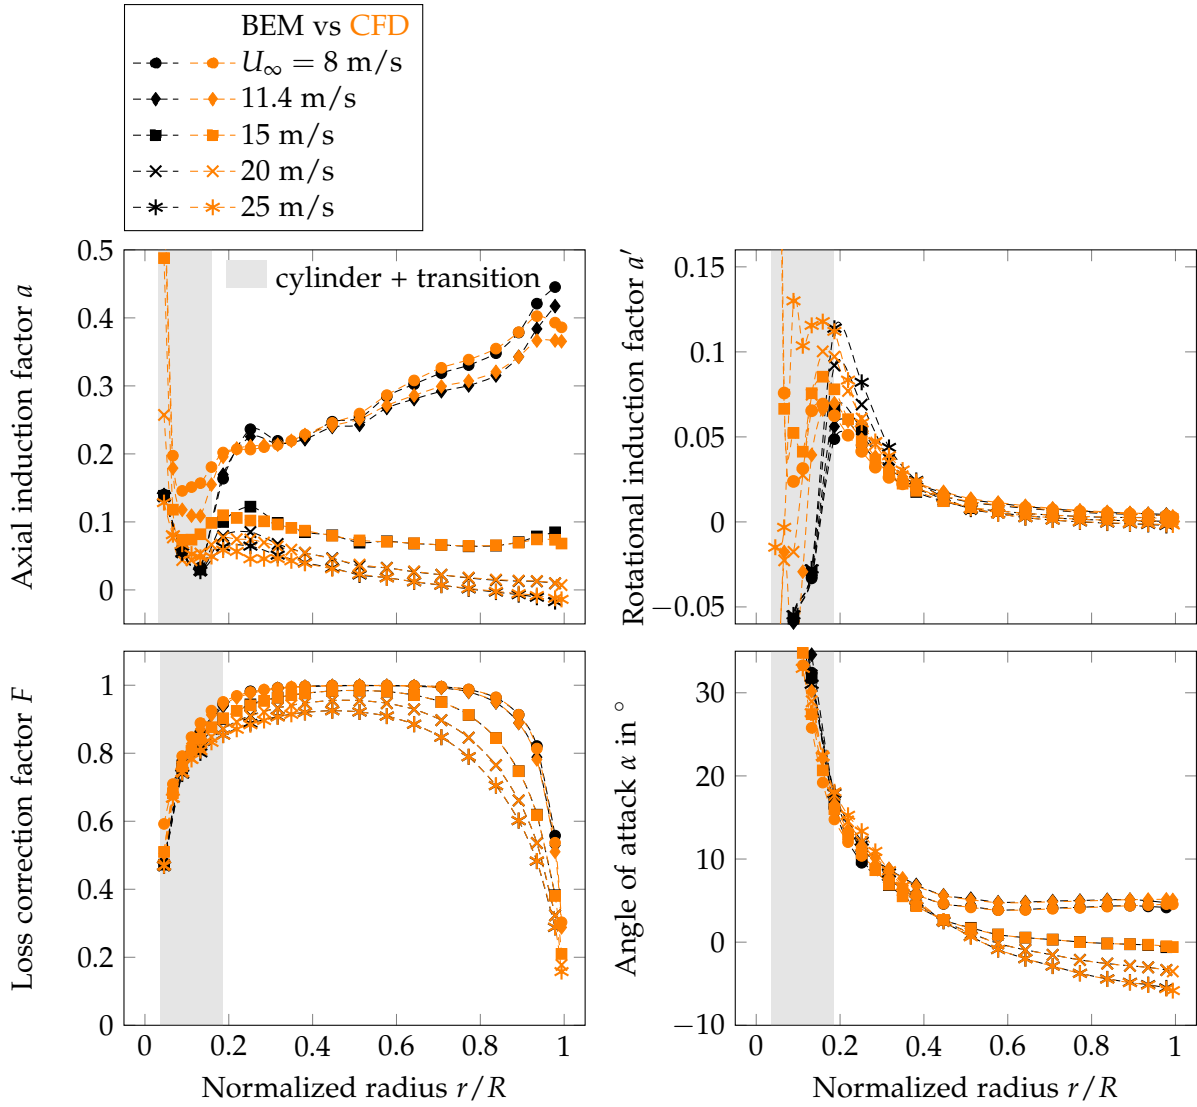 BEM vs CFD
U∞ = 8 m/s
11.4 m/s
15 m/s
20 m/s
25 m/s
Axial induction factor a
0.5
0.4
0.3
0.2
0.1
0
cylinder + transition
Rotational induction factor a′
0.15
0.1
0.05
0
−0.05
Loss correction factor F
1
0.8
0.6
0.4
0.2
0
0 0.2 0.4 0.6 0.8 1
Normalized radius r/R
Angle of attack α in °
30
20
10
0
−10
0 0.2 0.4 0.6 0.8 1
Normalized radius r/R